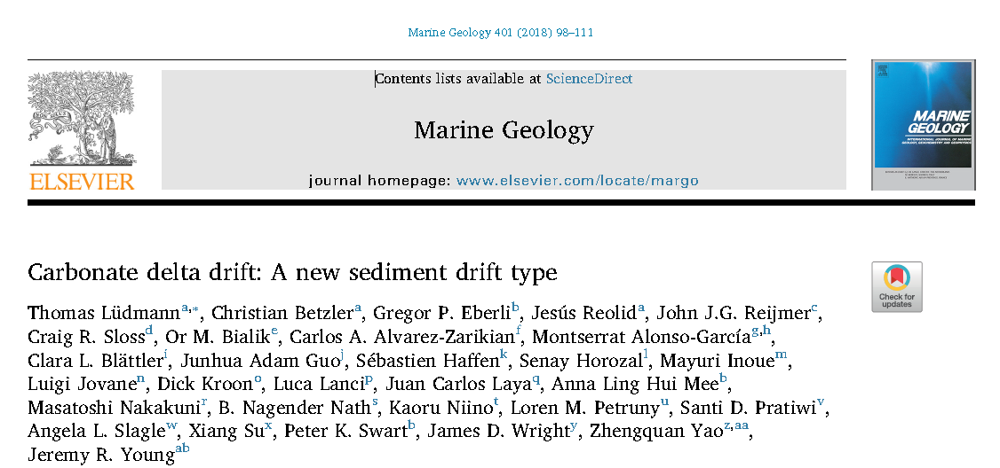 Marine Geology 401 (2018) 98–111
Contents lists available at ScienceDirect
Marine Geology
journal homepage: www.elsevier.com/locate/margo
ELSEVIER
MARINE
GEOLOGY
Carbonate delta drift: A new sediment drift type
Check for
updates
Thomas Lüdmann^a,⁎, Christian Betzler^a, Gregor P. Eberli^b, Jesús Reolid^a, John J.G. Reijmer^c,
Craig R. Sloss^d, Or M. Bialik^e, Carlos A. Alvarez-Zarikian^f, Montserrat Alonso-García^g,h,
Clara L. Blättler^i, Junhua Adam Guo^j, Sébastien Haffen^k, Senay Horozal^l, Mayuri Inoue^m,
Luigi Jovane^n, Dick Kroon^o, Luca Lanci^p, Juan Carlos Laya^q, Anna Ling Hui Mee^b,
Masatoshi Nakakuni^r, B. Nagender Nath^s, Kaoru Niino^t, Loren M. Petruny^u, Santi D. Pratiwi^v,
Angela L. Slagle^w, Xiang Su^x, Peter K. Swart^b, James D. Wright^y, Zhengquan Yao^z,aa,
Jeremy R. Young^ab